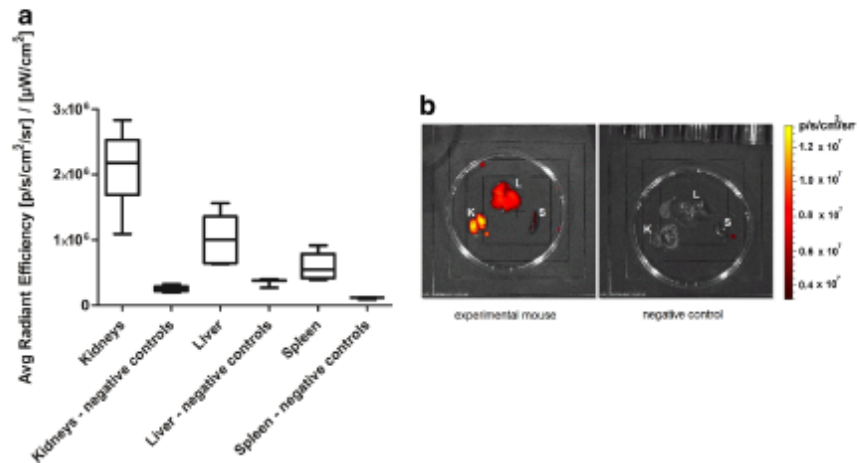 a
Avg Radiant Efficiency [p/s/cm²/sr] / [µW/cm²]
3x10⁶
2x10⁶
1x10⁶
0
Kidneys
Kidneys - negative controls
Liver
Liver - negative controls
Spleen
Spleen - negative controls
b
L
K
S
L
K
S
experimental mouse
negative control
p/s/cm²/sr
1.2 x 10⁷
1.0 x 10⁷
0.8 x 10⁷
0.6 x 10⁷
0.4 x 10⁷